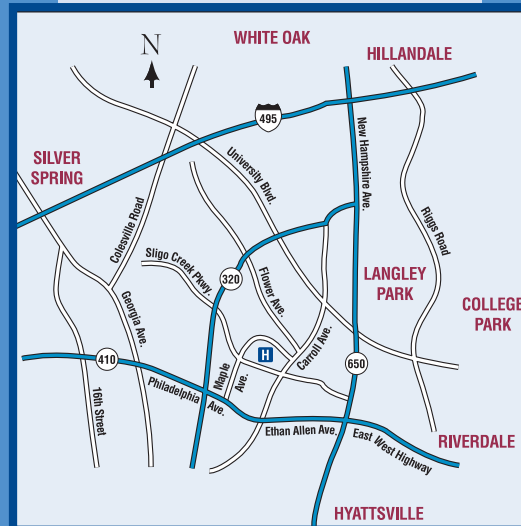 WHITE OAK
N
HILLANDALE
495
New Hampshire Ave.
SILVER
SPRING
University Blvd.
Colesville Road
Riggs Road
Sligo Creek Pkwy.
320
Flower Ave.
LANGLEY
PARK
COLLEGE
PARK
Georgia Ave.
410
H
Carroll Ave.
650
16th Street
Philadelphia
Ave.
Maple
Ave.
Ethan Allen Ave.
East West Highway
RIVERDALE
HYATTSVILLE